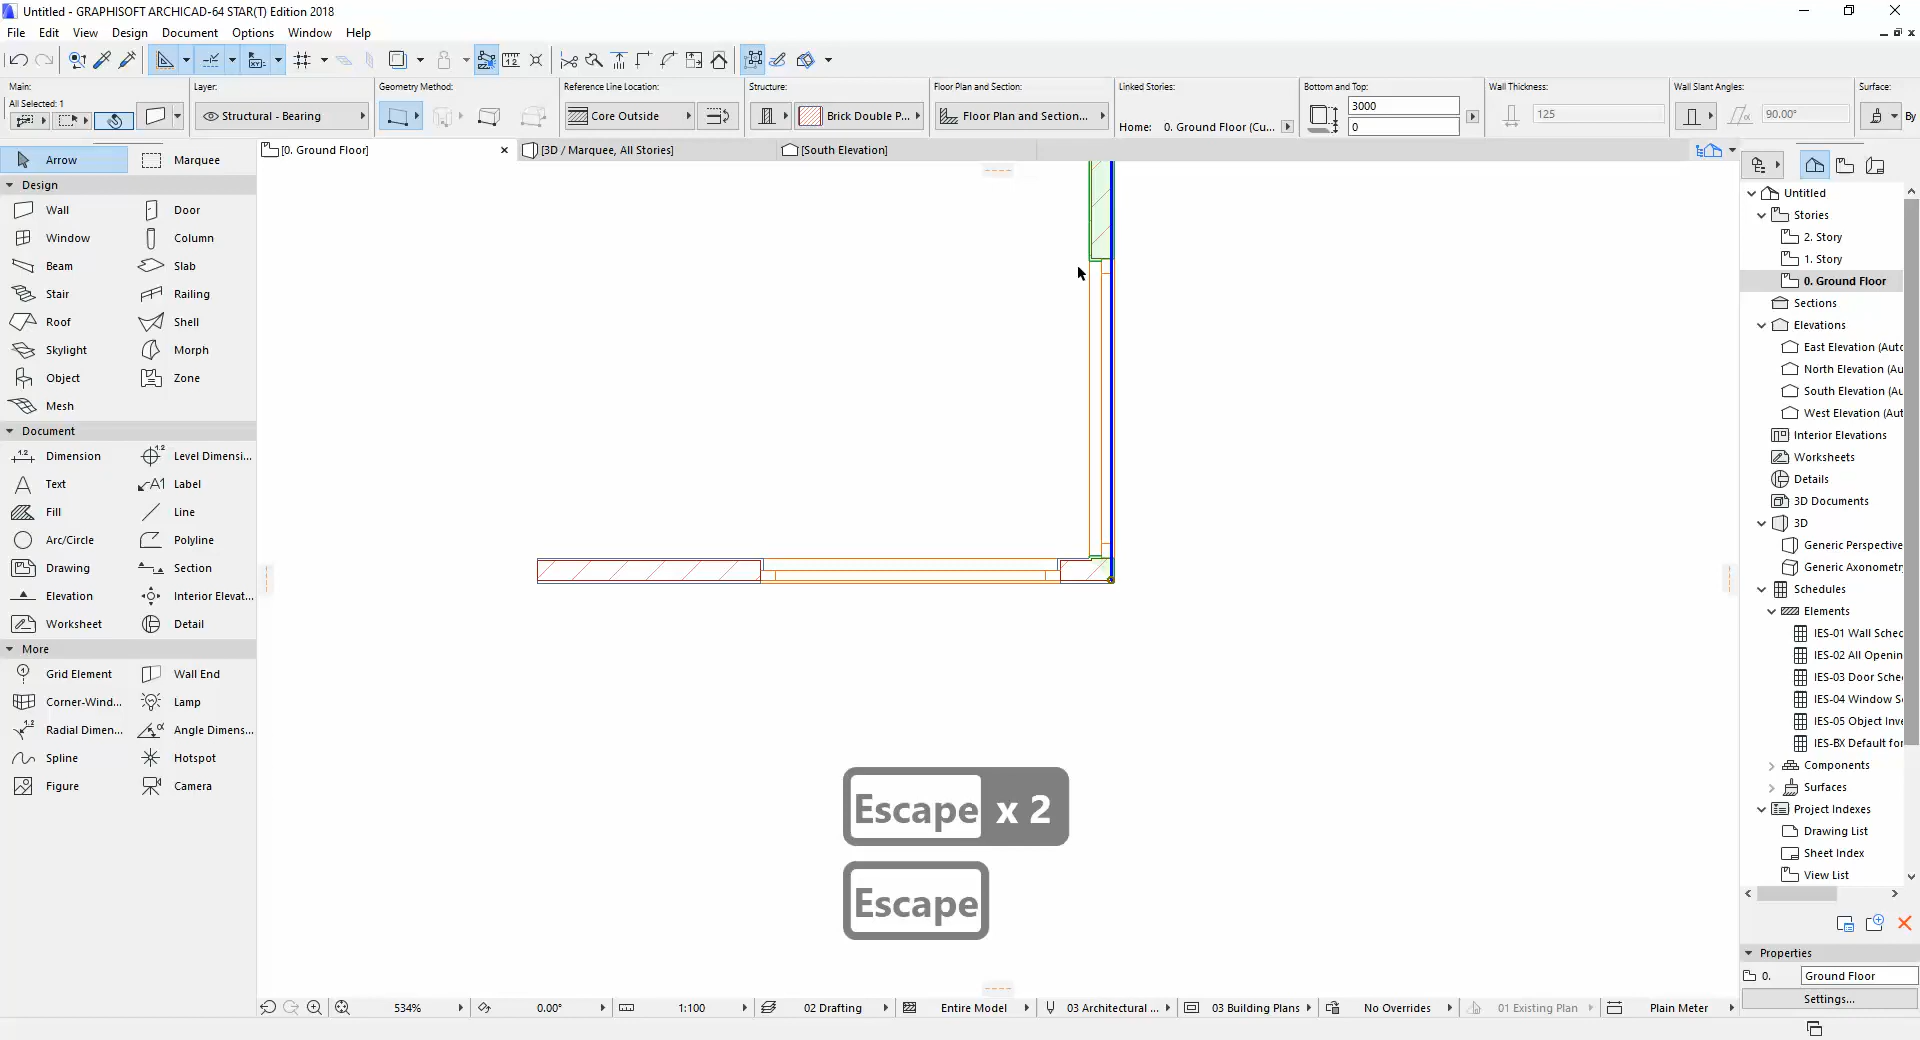 Untitled - GRAPHISOFT ARCHICAD-64 STAR(T) Edition 2018
File Edit View Design Document Options Window Help
Main:
All Selected: 1
Layer:
Structural - Bearing
Geometry Method:
Reference Line Location:
Core Outside
Structure:
Brick Double P...
Floor Plan and Section:
Floor Plan and Section...
Linked Stories:
Home: 0. Ground Floor (Cu...
Bottom and Top:
3000
0
Wall Thickness:
125
Wall Slant Angles:
90.00°
Surface:
By
Arrow
Marquee
[0. Ground Floor]
[3D / Marquee, All Stories]
[South Elevation]
Design
Wall
Door
Window
Column
Beam
Slab
Stair
Railing
Roof
Shell
Skylight
Morph
Object
Zone
Mesh
Document
Dimension
Level Dimensi...
Text
Label
Fill
Line
Arc/Circle
Polyline
Drawing
Section
Elevation
Interior Elevat...
Worksheet
Detail
More
Grid Element
Wall End
Corner-Wind...
Lamp
Radial Dimen...
Angle Dimens...
Spline
Hotspot
Figure
Camera
Escape x 2
Escape
Untitled
Stories
2. Story
1. Story
0. Ground Floor
Sections
Elevations
East Elevation (Auto
North Elevation (Au
South Elevation (Au
West Elevation (Aut
Interior Elevations
Worksheets
Details
3D Documents
3D
Generic Perspective
Generic Axonometr
Schedules
Elements
IES-01 Wall Sched
IES-02 All Openin
IES-03 Door Sche
IES-04 Window S
IES-05 Object Inve
IES-BX Default for
Components
Surfaces
Project Indexes
Drawing List
Sheet Index
View List
Properties
0. Ground Floor
Settings...
534%
0.00°
1:100
02 Drafting
Entire Model
03 Architectural ...
03 Building Plans
No Overrides
01 Existing Plan
Plain Meter